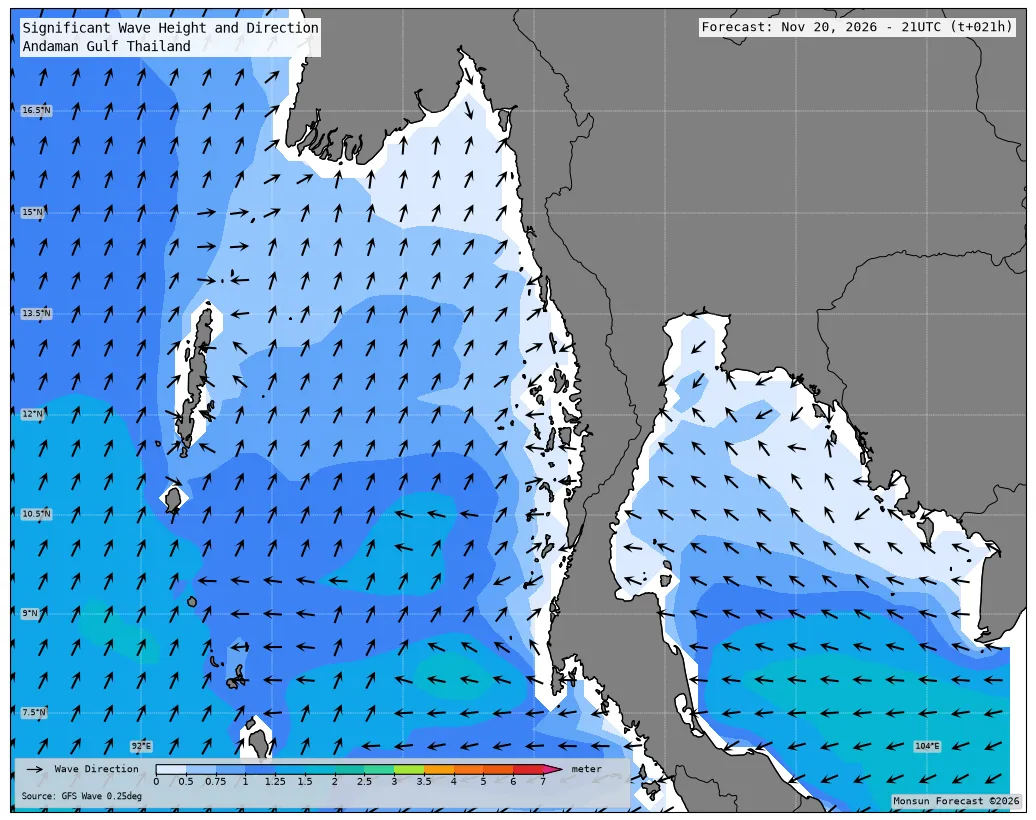 Significant Wave Height and Direction
Andaman Gulf Thailand
Forecast: Nov 20, 2026 - 21UTC (t+021h)
16.5°N
15°N
13.5°N
12°N
10.5°N
9°N
7.5°N
92°E
104°E
Wave Direction
0.5 0.75 1 1.25 1.5 2 2.5 3 3.5 4 5 6 7 meter
Source: GFS Wave 0.25deg
Monsun Forecast ©2026